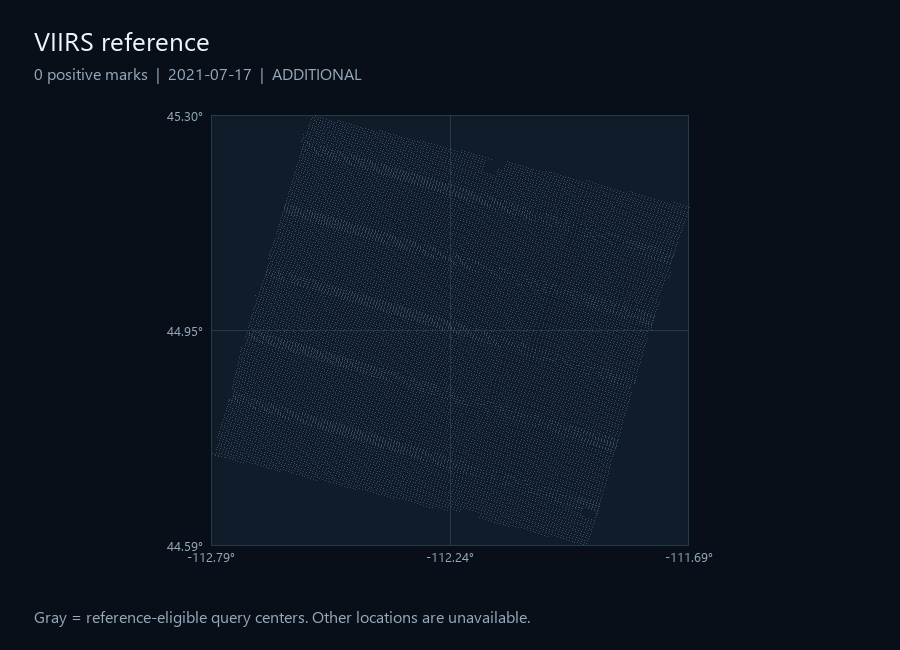 VIIRS reference
0 positive marks | 2021-07-17 | ADDITIONAL
45.30°
44.95°
44.59°
-112.79°
-112.24°
-111.69°
Gray = reference-eligible query centers. Other locations are unavailable.